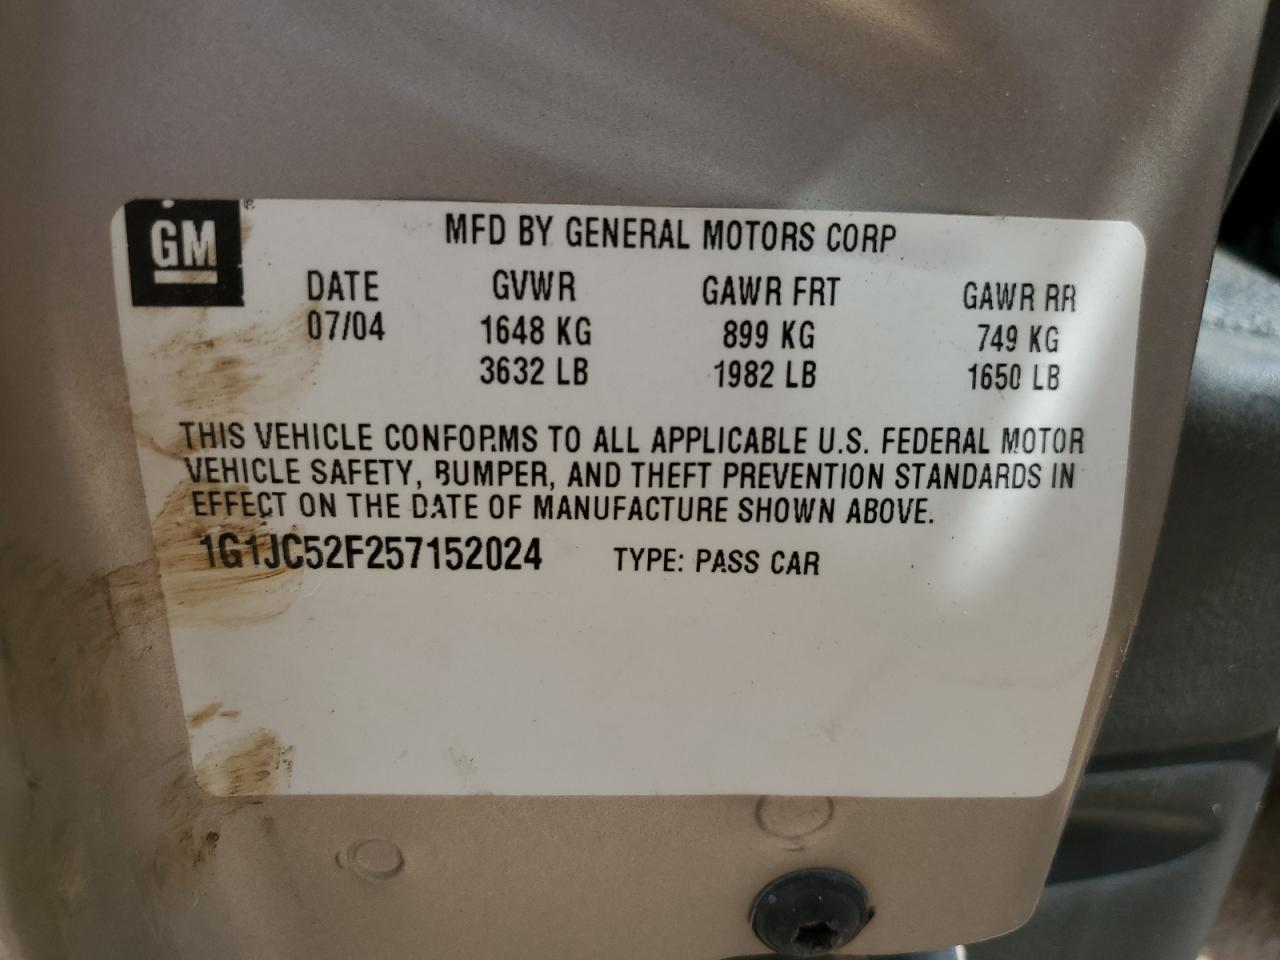 GM ®
MFD BY GENERAL MOTORS CORP
DATE GVWR GAWR FRT GAWR RR
07/04 1648 KG 899 KG 749 KG
3632 LB 1982 LB 1650 LB
THIS VEHICLE CONFORMS TO ALL APPLICABLE U.S. FEDERAL MOTOR
VEHICLE SAFETY, BUMPER, AND THEFT PREVENTION STANDARDS IN
EFFECT ON THE DATE OF MANUFACTURE SHOWN ABOVE.
1G1JC52F257152024 TYPE: PASS CAR